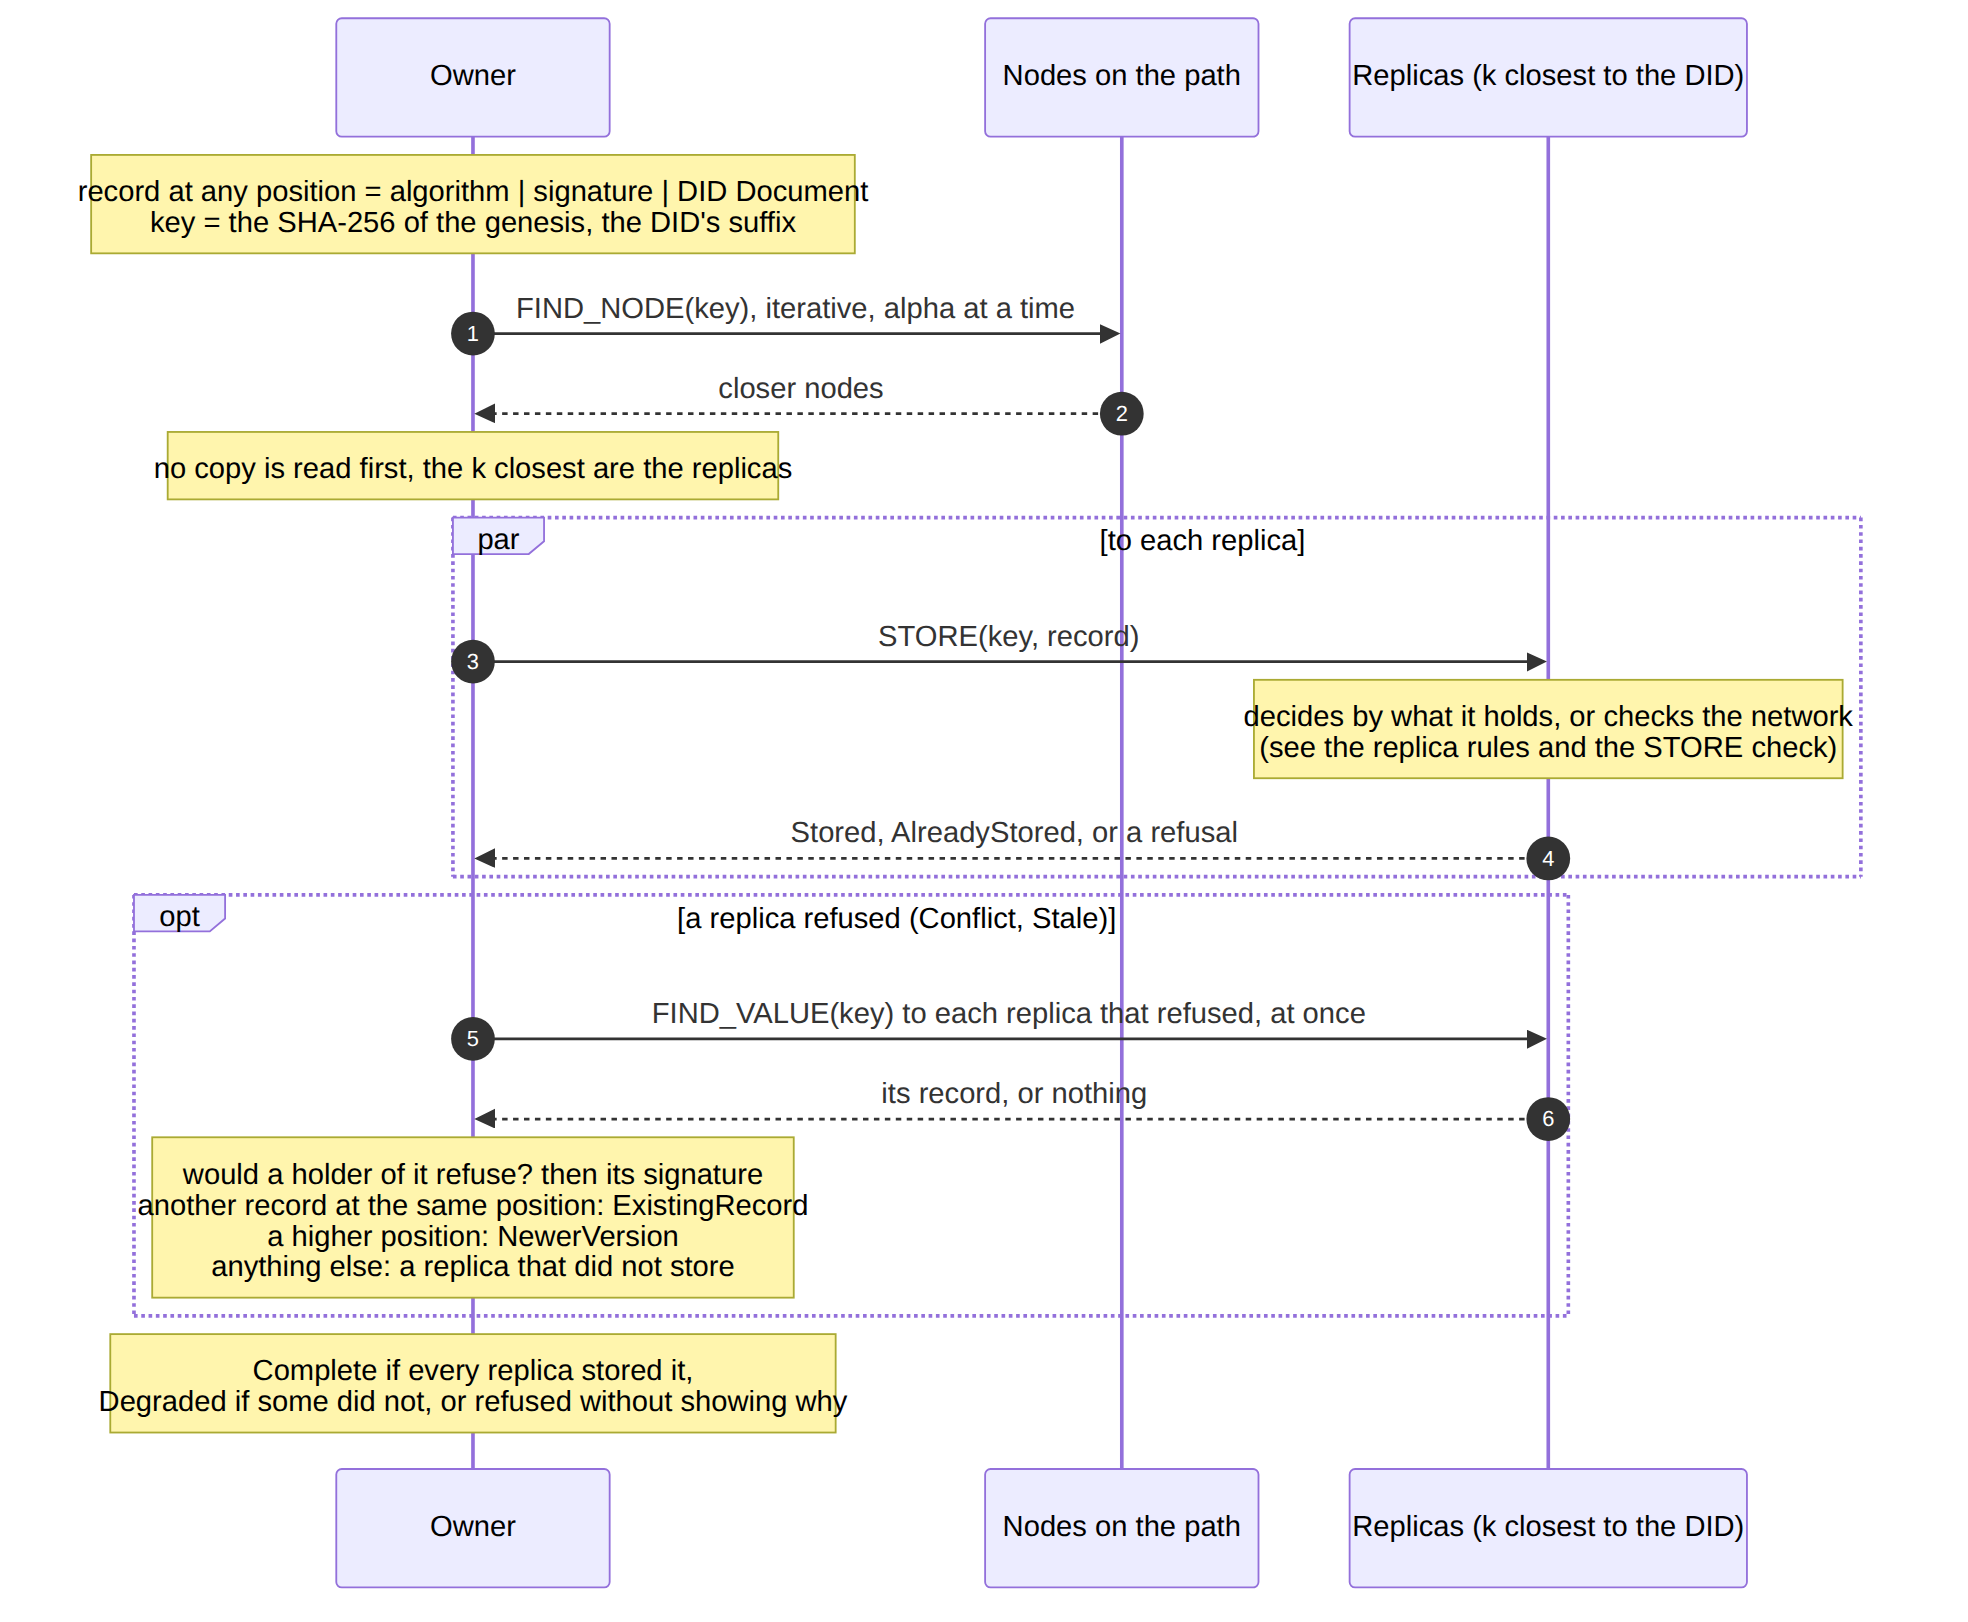 Owner
Nodes on the path
Replicas (k closest to the DID)
record at any position = algorithm | signature | DID Document
key = the SHA-256 of the genesis, the DID's suffix
FIND_NODE(key), iterative, alpha at a time
1
closer nodes
2
no copy is read first, the k closest are the replicas
par
[to each replica]
STORE(key, record)
3
decides by what it holds, or checks the network
(see the replica rules and the STORE check)
Stored, AlreadyStored, or a refusal
4
opt
[a replica refused (Conflict, Stale)]
FIND_VALUE(key) to each replica that refused, at once
5
its record, or nothing
6
would a holder of it refuse? then its signature
another record at the same position: ExistingRecord
a higher position: NewerVersion
anything else: a replica that did not store
Complete if every replica stored it,
Degraded if some did not, or refused without showing why
Owner
Nodes on the path
Replicas (k closest to the DID)